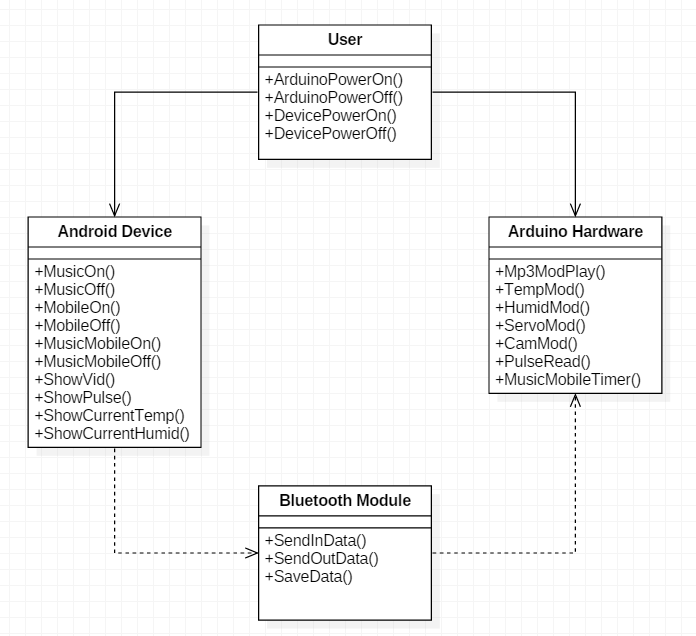 User
+ArduinoPowerOn()
+ArduinoPowerOff()
+DevicePowerOn()
+DevicePowerOff()
Android Device
+MusicOn()
+MusicOff()
+MobileOn()
+MobileOff()
+MusicMobileOn()
+MusicMobileOff()
+ShowVid()
+ShowPulse()
+ShowCurrentTemp()
+ShowCurrentHumid()
Arduino Hardware
+Mp3ModPlay()
+TempMod()
+HumidMod()
+ServoMod()
+CamMod()
+PulseRead()
+MusicMobileTimer()
Bluetooth Module
+SendInData()
+SendOutData()
+SaveData()